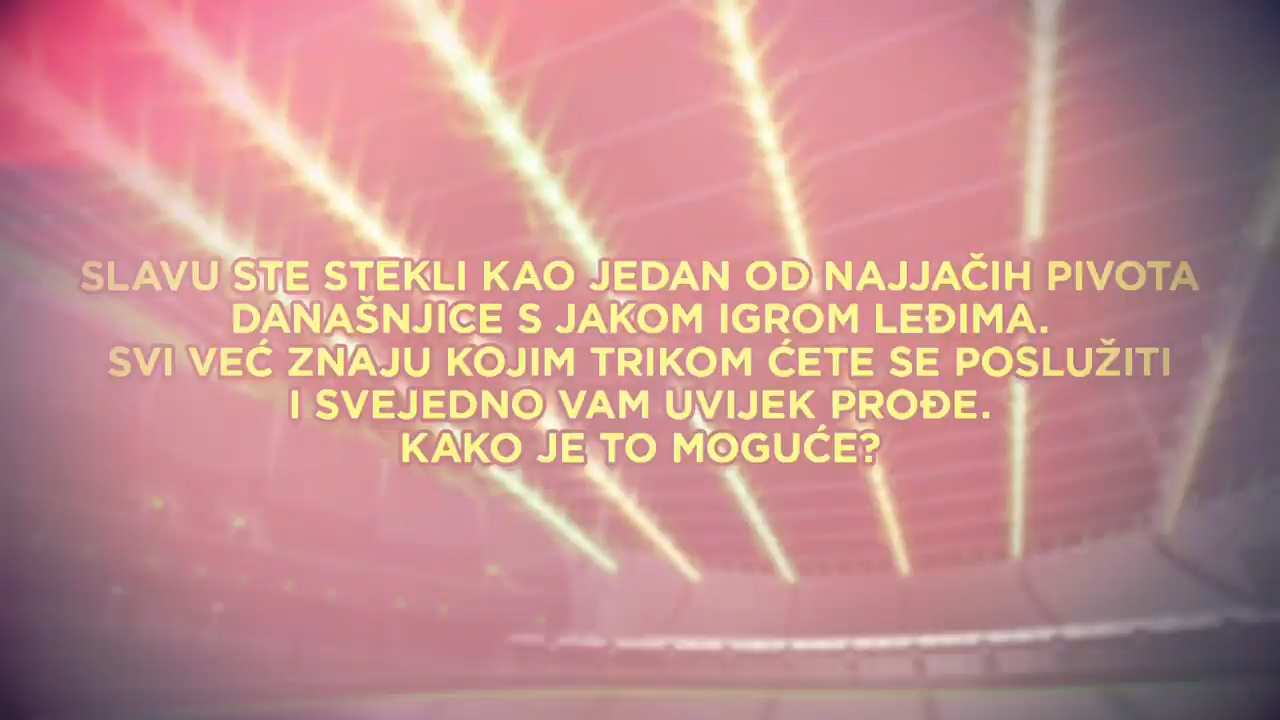 SLAVU STE STEKLI KAO JEDAN OD NAJJAČIH PIVOTA
DANAŠNJICE S JAKOM IGROM LEĐIMA.
SVI VEĆ ZNAJU KOJIM TRIKOM ĆETE SE POSLUŽITI
I SVEJEDNO VAM UVIJEK PROĐE.
KAKO JE TO MOGUĆE?